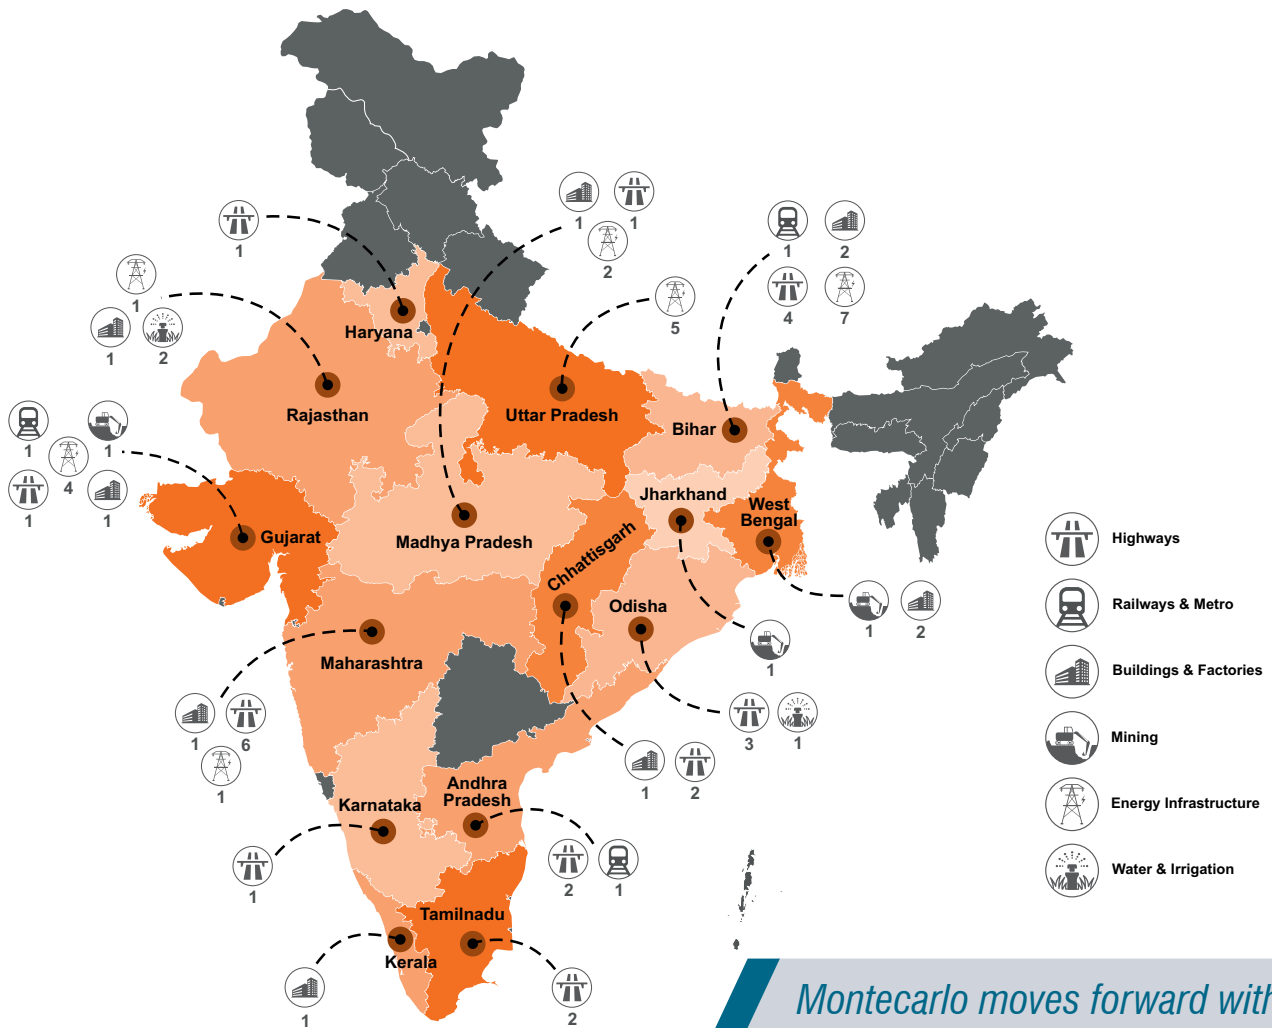 1
1
1
2
1
2
4
7
1
1
2
5
1
1
4
1
1
Haryana
Rajasthan
Uttar Pradesh
Bihar
Jharkhand
West
Bengal
Gujarat
Madhya Pradesh
Chhattisgarh
Odisha
Maharashtra
1
2
1
1
6
1
3
1
1
2
Karnataka
Andhra
Pradesh
1
2
1
Tamilnadu
Kerala
1
2
Highways
Railways & Metro
Buildings & Factories
Mining
Energy Infrastructure
Water & Irrigation
Montecarlo moves forward with